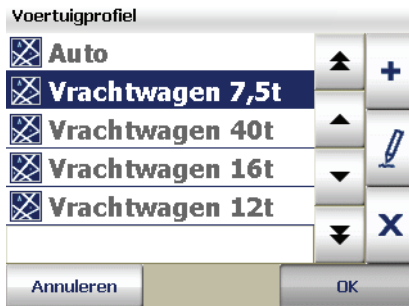 Voertuigprofiel
Auto
Vrachtwagen 7,5t
Vrachtwagen 40t
Vrachtwagen 16t
Vrachtwagen 12t
Annuleren
OK